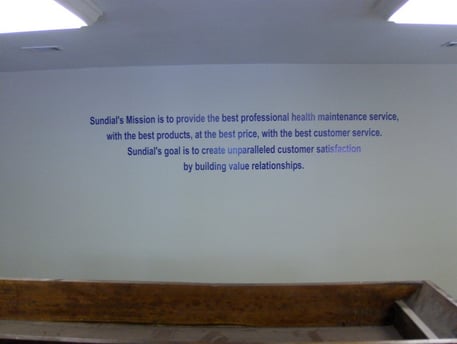 Sundial's Mission is to provide the best professional health maintenance service,
with the best products, at the best price, with the best customer service.
Sundial's goal is to create unparalleled customer satisfaction
by building value relationships.